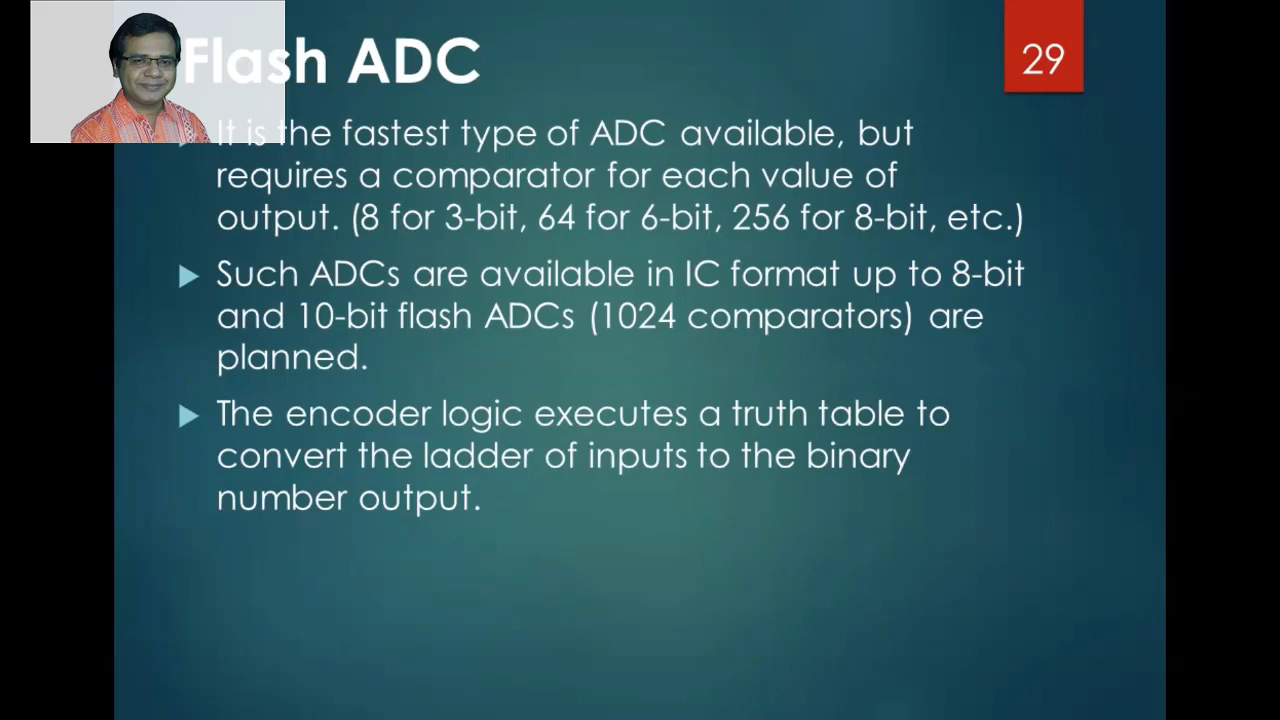 Flash ADC
29
It is the fastest type of ADC available, but
requires a comparator for each value of
output. (8 for 3-bit, 64 for 6-bit, 256 for 8-bit, etc.)
Such ADCs are available in IC format up to 8-bit
and 10-bit flash ADCs (1024 comparators) are
planned.
The encoder logic executes a truth table to
convert the ladder of inputs to the binary
number output.